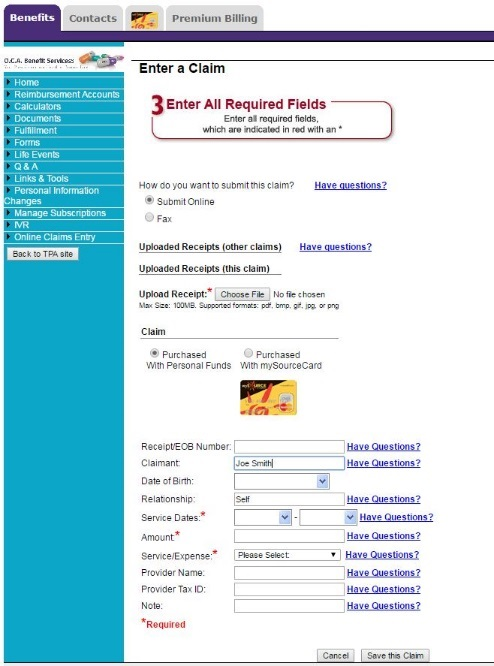 Benefits Contacts Premium Billing
O.C.A. Benefit Services
Home
Reimbursement Accounts
Calculators
Documents
Fulfillment
Forms
Life Events
Q & A
Links & Tools
Personal Information
Changes
Manage Subscriptions
IVR
Online Claims Entry
Back to TPA site
Enter a Claim
3 Enter All Required Fields
Enter all required fields,
which are indicated in red with an *
How do you want to submit this claim? Have questions?
Submit Online
Fax
Uploaded Receipts (other claims) Have questions?
Uploaded Receipts (this claim)
Upload Receipt:* Choose File No file chosen
Max Size: 100MB. Supported formats: pdf, bmp, gif, jpg, or png
Claim
Purchased Purchased
With Personal Funds With mySourceCard
Receipt/EOB Number: Have Questions?
Claimant: Joe Smith Have Questions?
Date of Birth:
Relationship: Self Have Questions?
Service Dates:* - Have Questions?
Amount:* Have Questions?
Service/Expense:* Please Select: Have Questions?
Provider Name: Have Questions?
Provider Tax ID: Have Questions?
Note: Have Questions?
*Required
Cancel Save this Claim